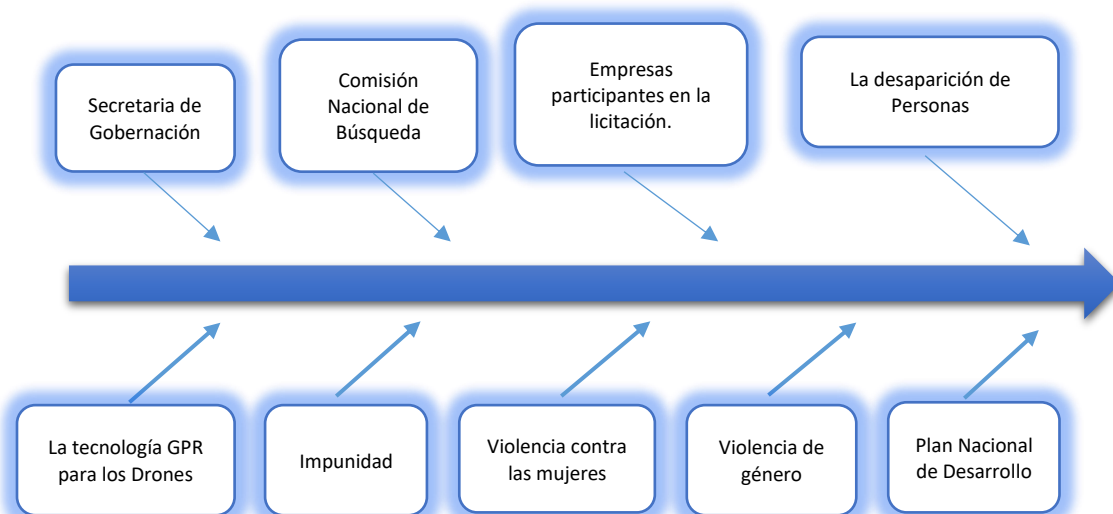 Secretaria de
Gobernación
Comisión
Nacional de
Búsqueda
Empresas
participantes en la
licitación.
La desaparición de
Personas
La tecnología GPR
para los Drones
Impunidad
Violencia contra
las mujeres
Violencia de
género
Plan Nacional
de Desarrollo